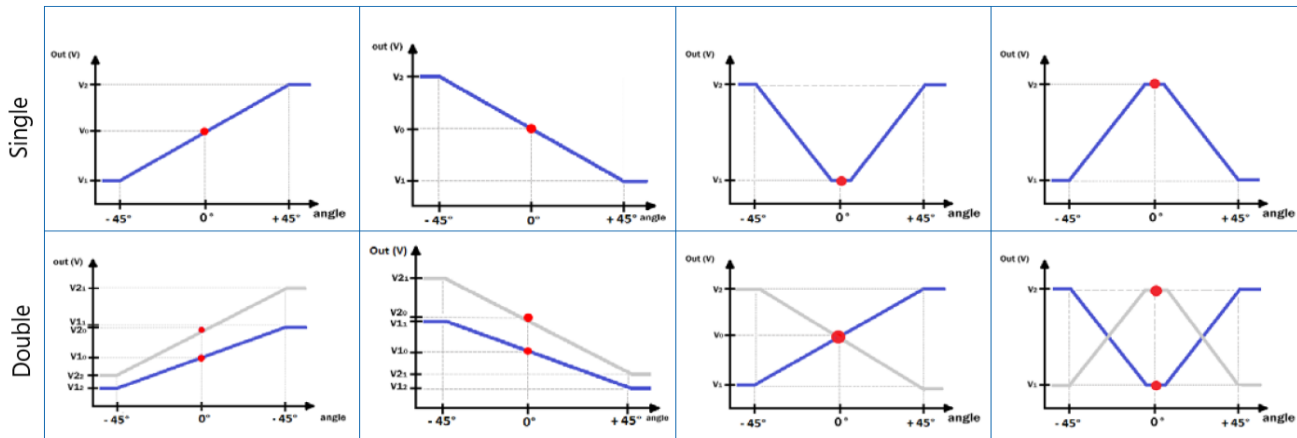 Single
Out (V)
V₂
V₀
V₁
- 45° 0° +45° angle
out (V)
V₂
V₀
V₁
- 45° 0° +45° angle
Out (V)
V₂
V₁
- 45° 0° +45° angle
Out (V)
V₂
V₁
- 45° 0° +45° angle
Double
out (V)
V2₁
V1₁
V2₀
V1₀
V2₂
V1₂
- 45° 0° - 45° angle
Out (V)
V2₁
V2₀
V1₁
V1₀
V2₁
V1₂
- 45° 0° + 45° angle
Out (V)
V₂
V₀
V₁
- 45° 0° +45° angle
Out (V)
V₂
V₁
- 45° 0° +45° angle